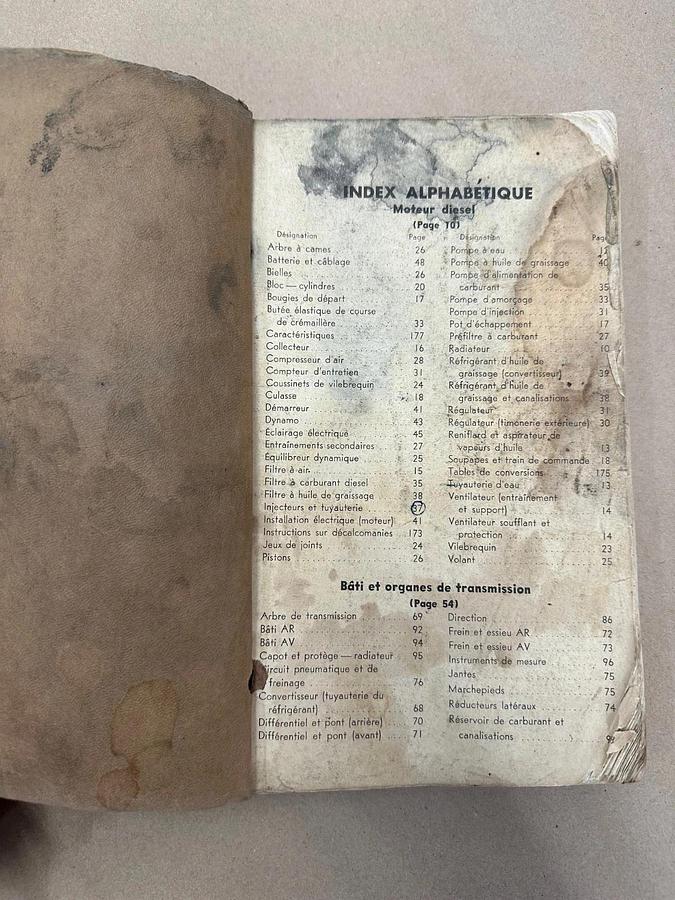 INDEX ALPHABÉTIQUE
Moteur diesel
(Page 10)
Désignation Page
Arbre à cames 26
Batterie et câblage 48
Bielles 26
Bloc — cylindres 20
Bougies de départ 17
Butée élastique de course
de crémaillère 33
Caractéristiques 177
Collecteur 16
Compresseur d'air 28
Compteur d'entretien 31
Coussinets de vilebrequin 24
Culasse 18
Démarreur 41
Dynamo 43
Éclairage électrique 45
Entraînements secondaires 27
Équilibreur dynamique 25
Filtre à air 15
Filtre à carburant diesel 35
Filtre à huile de graissage 38
Injecteurs et tuyauterie 37
Installation électrique (moteur) 41
Instructions sur décalcomanies 173
Jeux de joints 24
Pistons 26
Désignation Page
Pompe à eau
Pompe à huile de graissage 40
Pompe d'alimentation de
carburant 35
Pompe d'amorçage 33
Pompe d'injection 31
Pot d'échappement 17
Préfiltre à carburant 27
Radiateur 10
Réfrigérant d'huile de
graissage (convertisseur) 39
Réfrigérant d'huile de
graissage et canalisations 38
Régulateur 31
Régulateur (timonerie extérieure) 30
Reniflard et aspirateur de
vapeurs d'huile 13
Soupapes et train de commande 18
Tables de conversions 175
Tuyauterie d'eau 13
Ventilateur (entraînement
et support) 14
Ventilateur soufflant et
protection 14
Vilebrequin 23
Volant 25
Bâti et organes de transmission
(Page 54)
Arbre de transmission 69
Bâti AR 92
Bâti AV 94
Capot et protège — radiateur 95
Circuit pneumatique et de
freinage 76
Convertisseur (tuyauterie du
réfrigérant) 68
Différentiel et pont (arrière) 70
Différentiel et pont (avant) 71
Direction 86
Frein et essieu AR 72
Frein et essieu AV 73
Instruments de mesure 96
Jantes 75
Marchepieds 75
Réducteurs latéraux 74
Réservoir de carburant et
canalisations